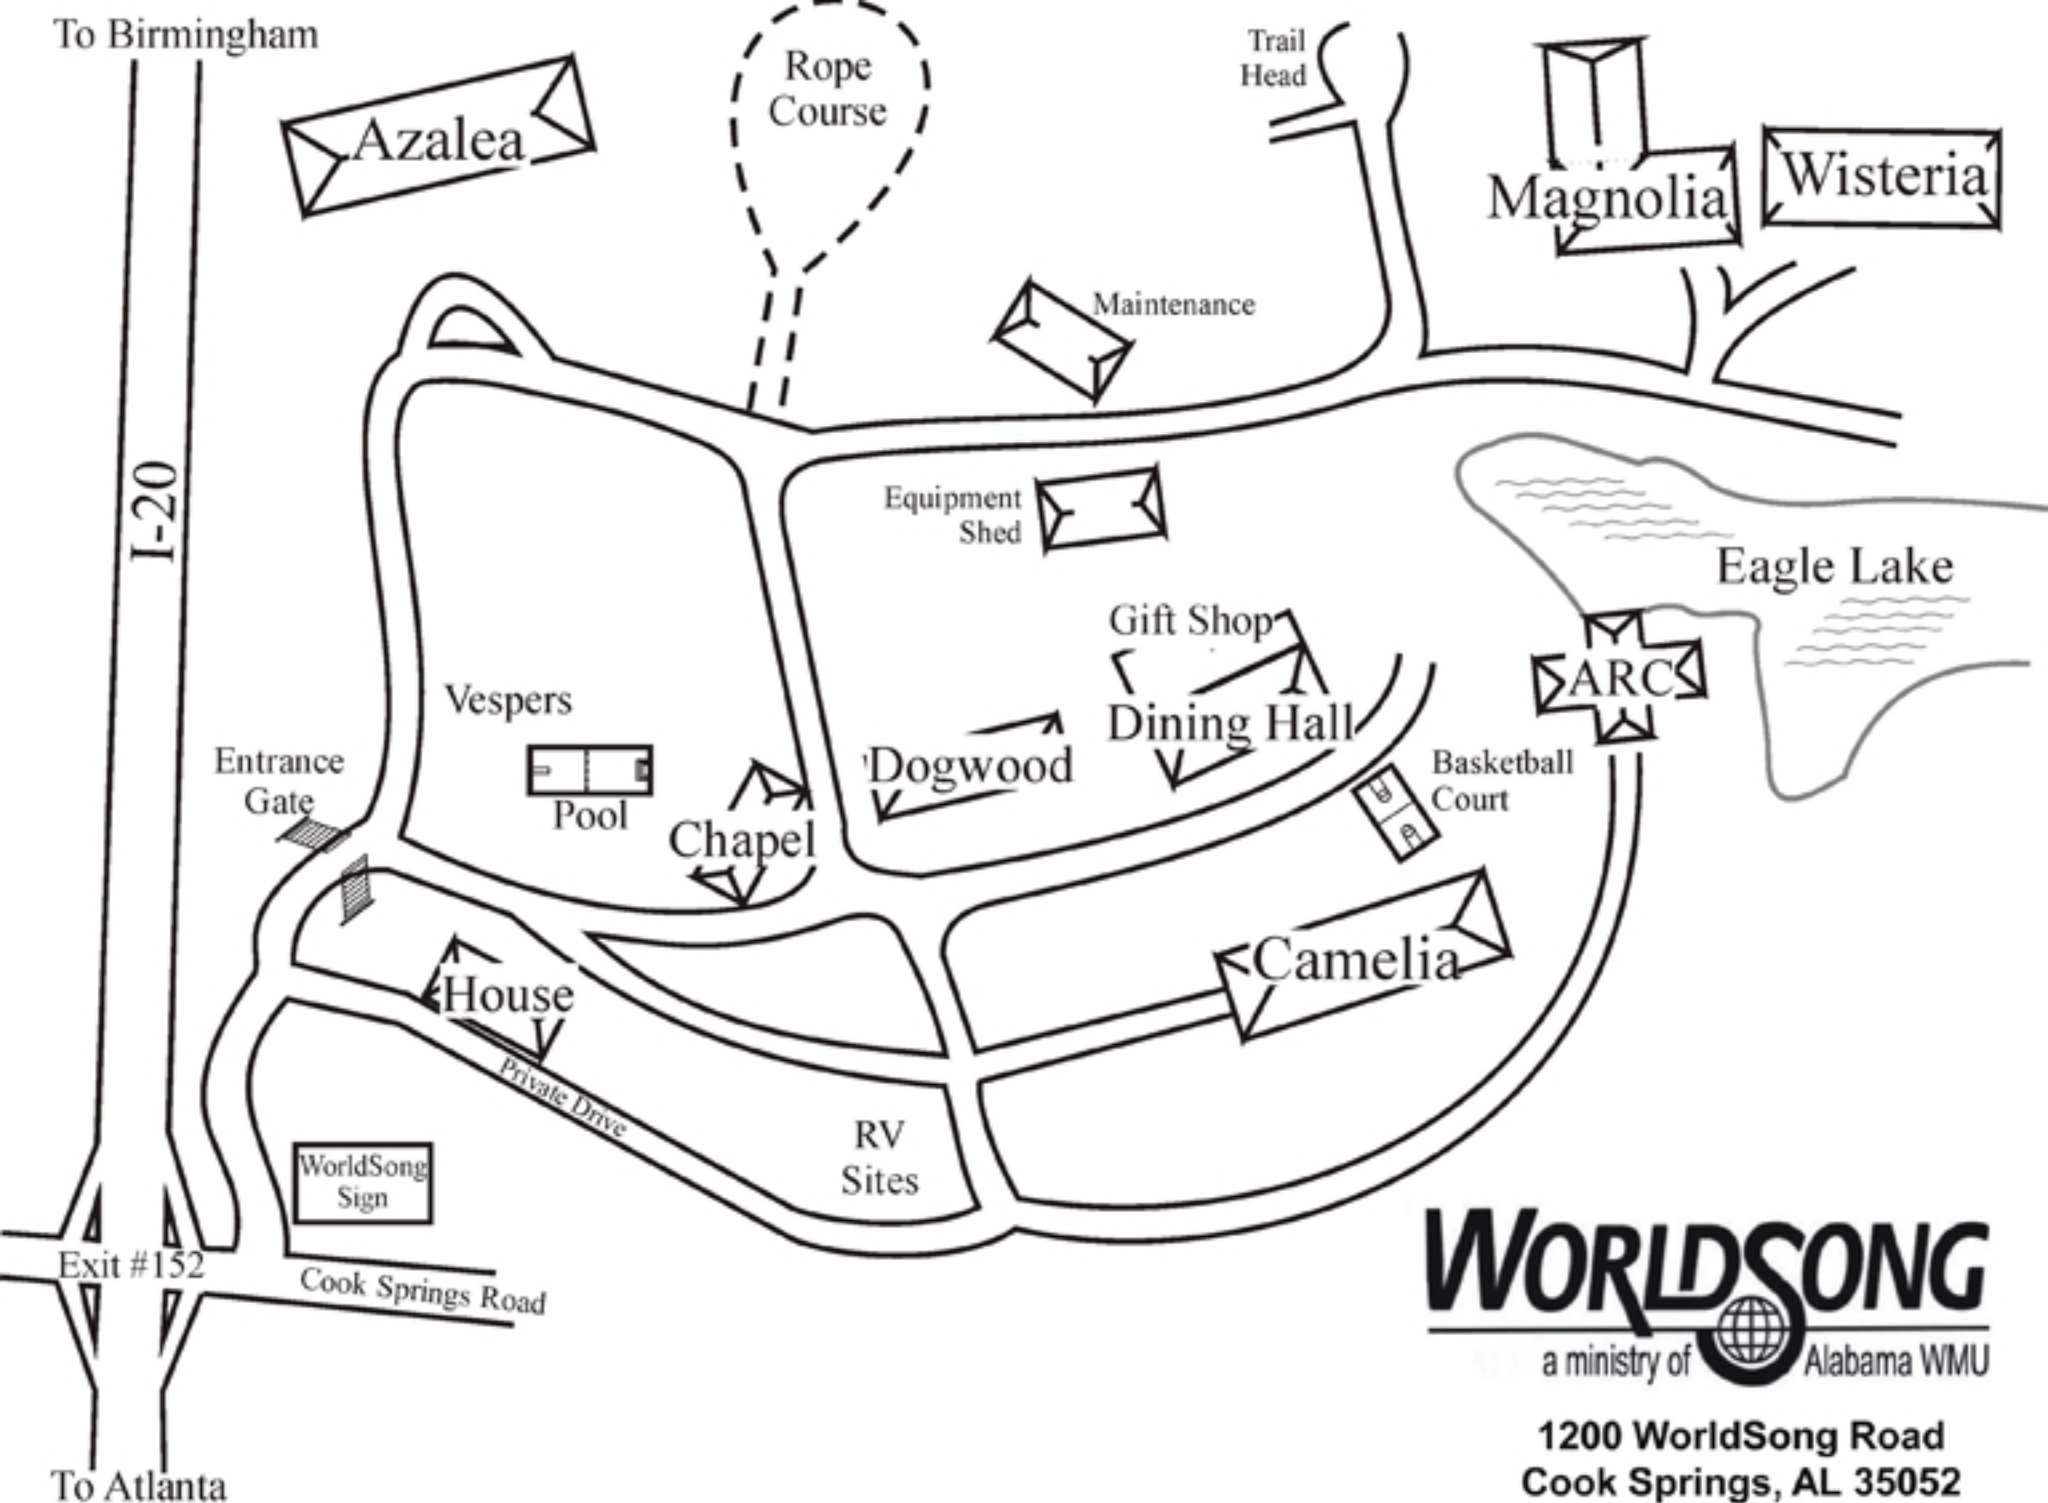 To Birmingham
Azalea
Rope
Course
Trail
Head
Magnolia
Wisteria
Maintenance
I-20
Equipment
Shed
Eagle Lake
Gift Shop
ARC
Vespers
Dining Hall
Dogwood
Entrance
Gate
Pool
Chapel
Basketball
Court
House
Camelia
Private Drive
RV
Sites
WorldSong
Sign
Exit #152
Cook Springs Road
To Atlanta
WORLDSONG
a ministry of Alabama WMU
1200 WorldSong Road
Cook Springs, AL 35052